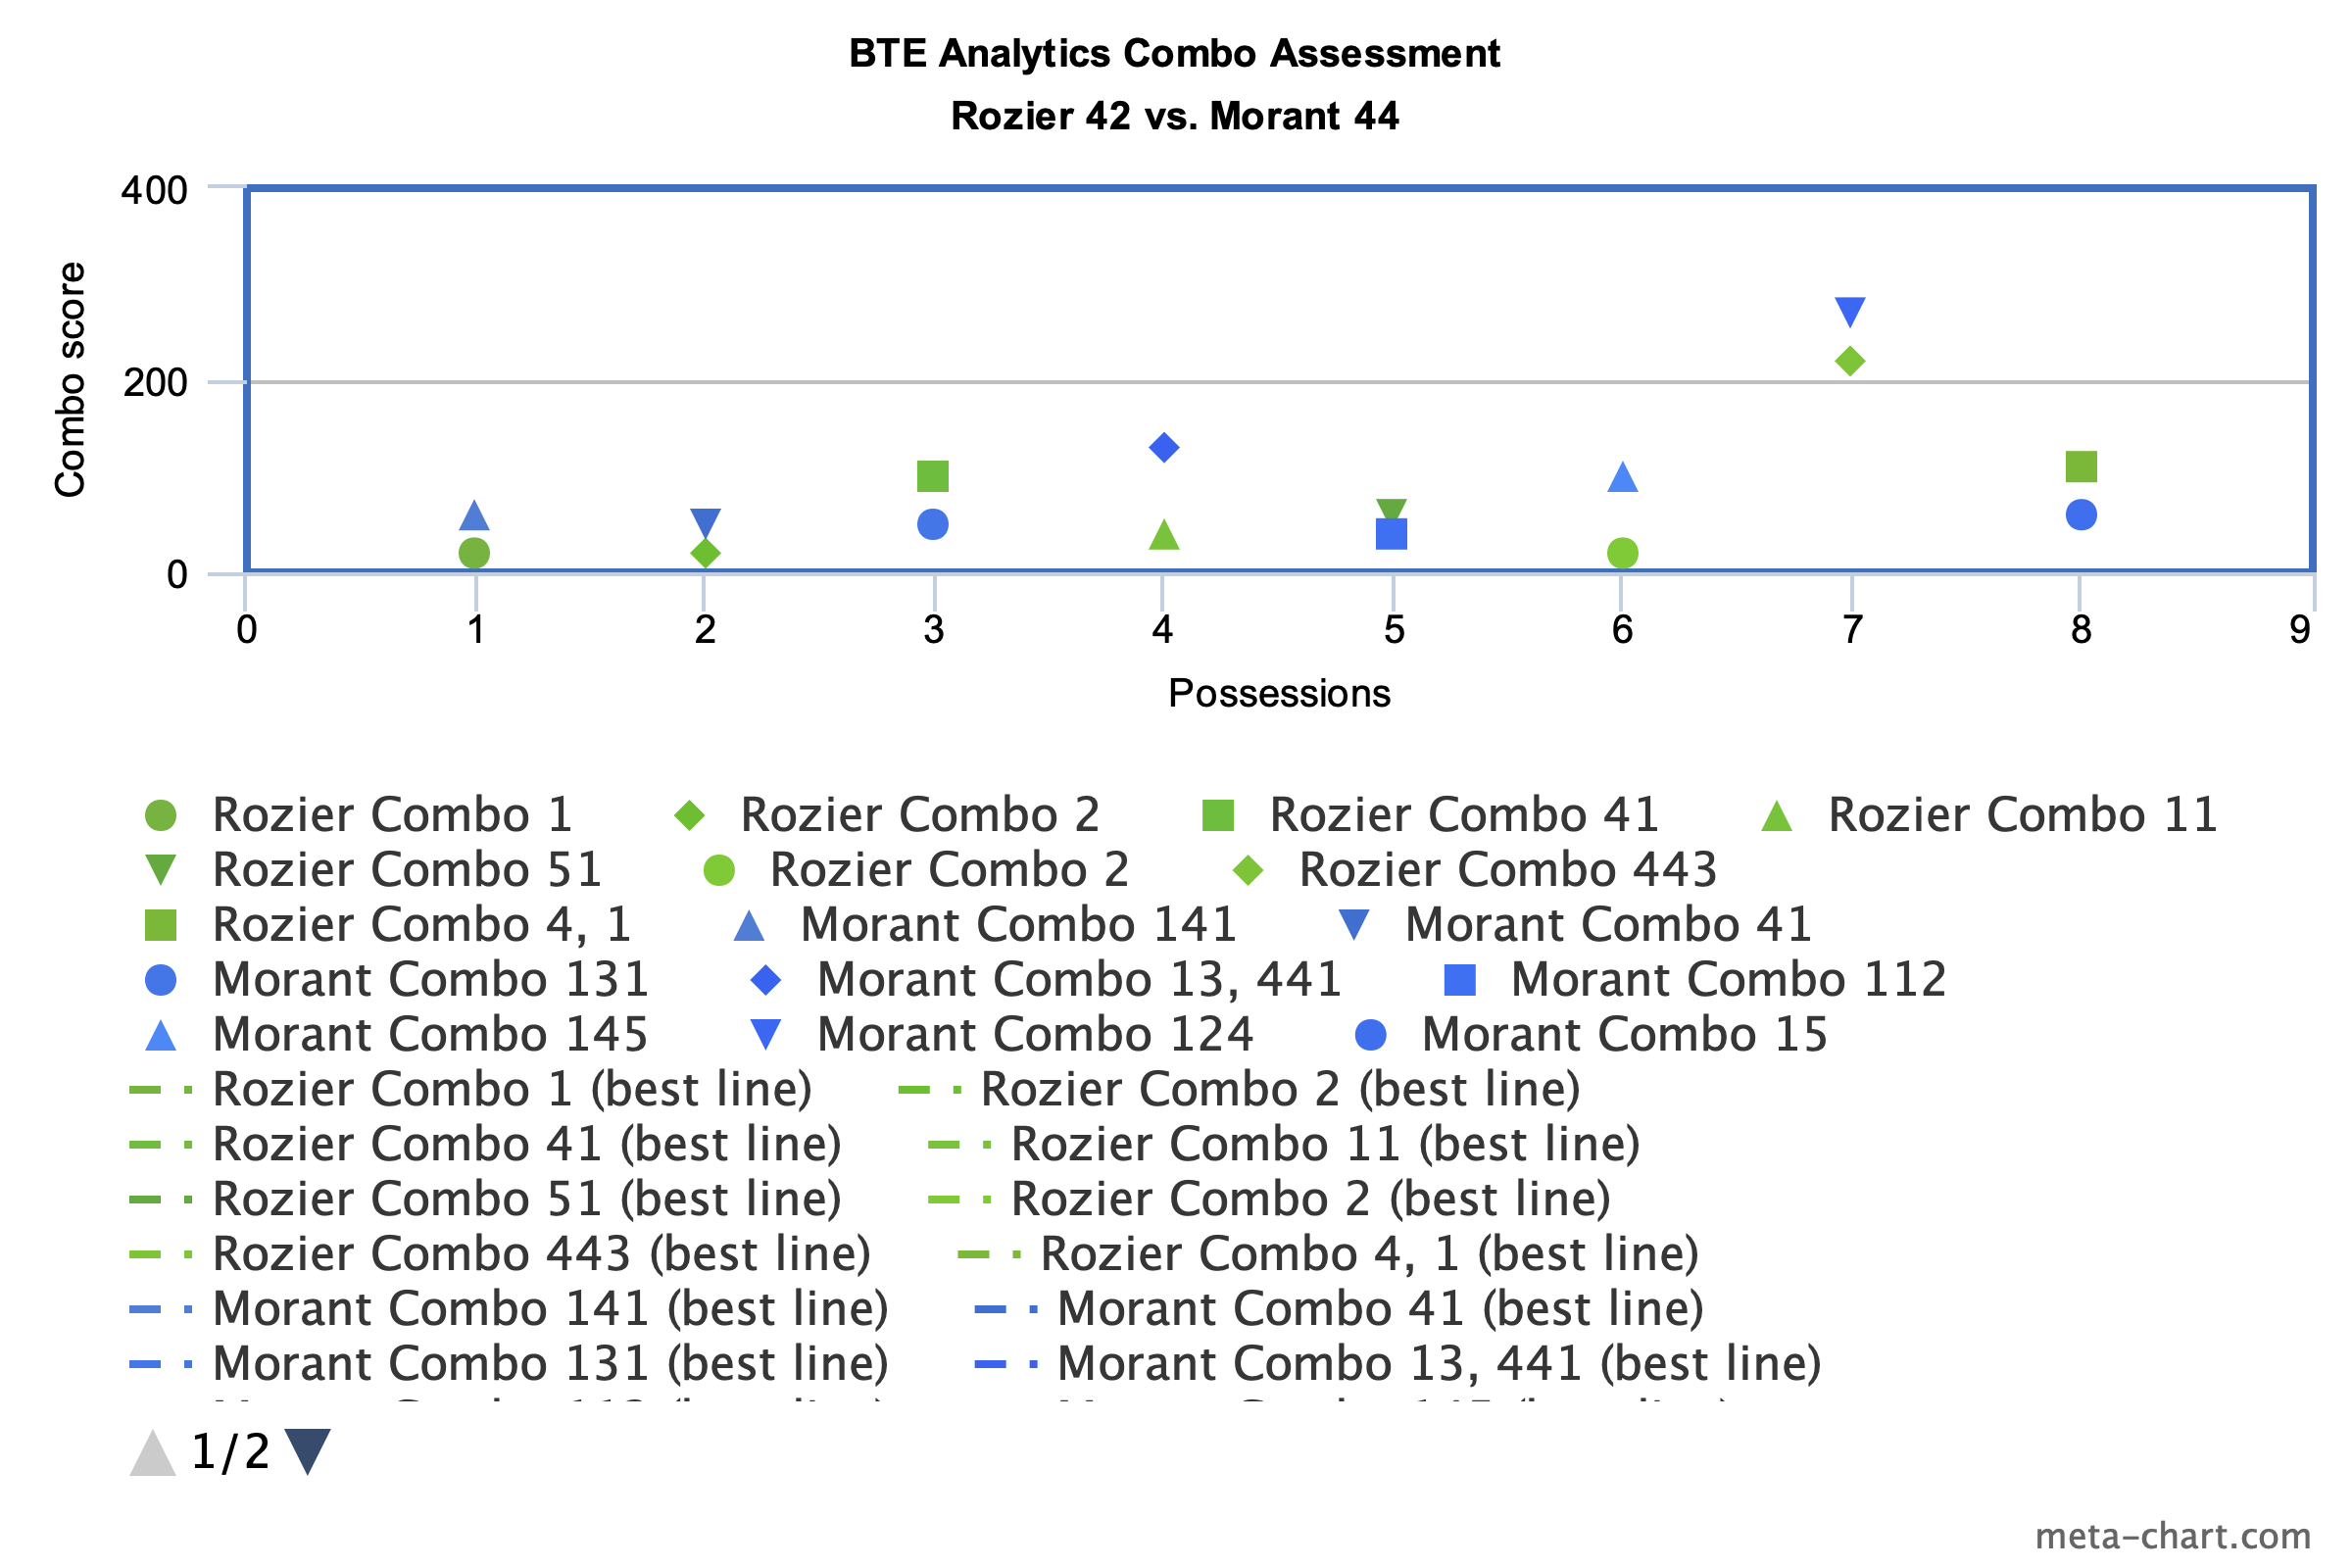 BTE Analytics Combo Assessment
Rozier 42 vs. Morant 44
Combo score
400
200
0
0 1 2 3 4 5 6 7 8 9
Possessions
Rozier Combo 1 Rozier Combo 2 Rozier Combo 41 Rozier Combo 11
Rozier Combo 51 Rozier Combo 2 Rozier Combo 443
Rozier Combo 4, 1 Morant Combo 141 Morant Combo 41
Morant Combo 131 Morant Combo 13, 441 Morant Combo 112
Morant Combo 145 Morant Combo 124 Morant Combo 15
Rozier Combo 1 (best line) Rozier Combo 2 (best line)
Rozier Combo 41 (best line) Rozier Combo 11 (best line)
Rozier Combo 51 (best line) Rozier Combo 2 (best line)
Rozier Combo 443 (best line) Rozier Combo 4, 1 (best line)
Morant Combo 141 (best line) Morant Combo 41 (best line)
Morant Combo 131 (best line) Morant Combo 13, 441 (best line)
1/2
meta-chart.com